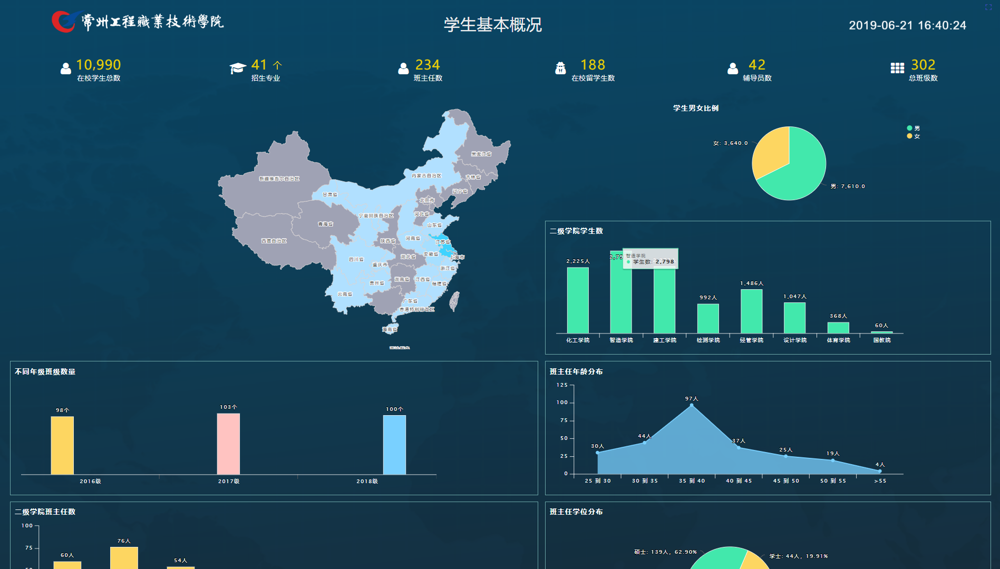 常州工程職業技術學院
学生基本概况
2019-06-21 16:40:24
10,990
在校学生总数
41 个
招生专业
234
班主任数
188
在校留学生数
42
辅导员数
302
总班级数
黑龙江省
吉林省
辽宁省
内蒙古自治区
新疆维吾尔自治区
甘肃省
北京市
河北省
宁夏回族自治区
山东省
青海省
陕西省
河南省
江苏省
西藏自治区
四川省
重庆市
湖北省
安徽省
上海市
浙江省
湖南省
江西省
福建省
贵州省
云南省
广东省
香港特别行政区
海南省
学生男女比例
男
女
女: 3,640.0
男: 7,610.0
二级学院学生数
2,225人
智造学院
学生数: 2,798
992人
1,486人
1,047人
368人
60人
化工学院
智造学院
建工学院
检测学院
经管学院
设计学院
体育学院
国教院
不同年级班级数量
98个
103个
100个
2016级
2017级
2018级
班主任年龄分布
125
100
75
50
25
0
30人
44人
97人
37人
25人
19人
4人
25 到 30
30 到 35
35 到 40
40 到 45
45 到 50
50 到 55
>55
二级学院班主任数
100
75
60人
76人
54人
班主任学位分布
硕士: 139人, 62.90%
学士: 44人, 19.91%